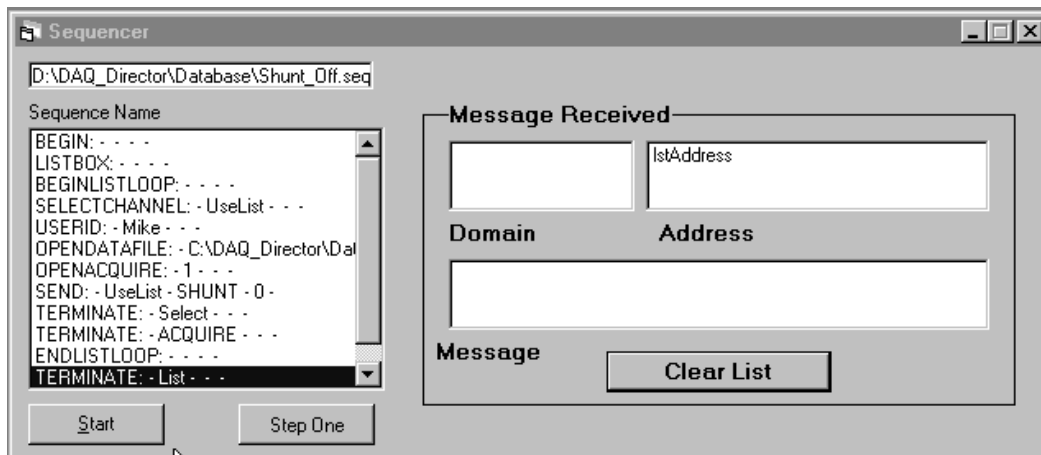 Sequencer
D:\DAQ_Director\Database\Shunt_Off.seq
Sequence Name
BEGIN: - - - -
LISTBOX: - - - -
BEGINLISTLOOP: - - - -
SELECTCHANNEL: - UseList - - -
USERID: - Mike - - -
OPENDATAFILE: - C:\DAQ_Director\Dat
OPENACQUIRE: - 1 - - -
SEND: - UseList - SHUNT - 0 -
TERMINATE: - Select - - -
TERMINATE: - ACQUIRE - - -
ENDLISTLOOP: - - - -
TERMINATE: - List - - -
Start
Step One
Message Received
lstAddress
Domain
Address
Message
Clear List